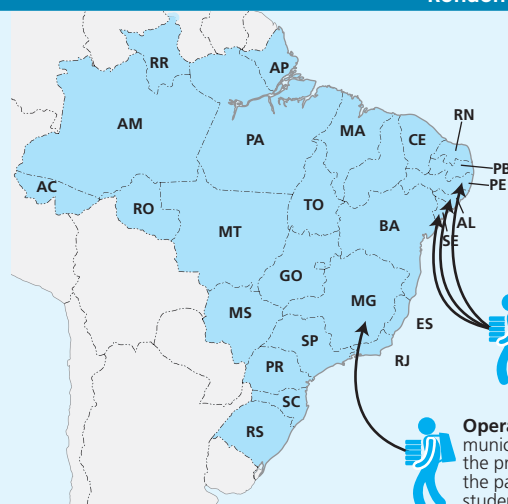 RR
AP
AM
PA
MA
CE
RN
PB
PE
AC
RO
TO
AL
MT
BA
SE
GO
MG
MS
ES
SP
RJ
PR
SC
RS
Opera
munic
the pr
the pa
studen